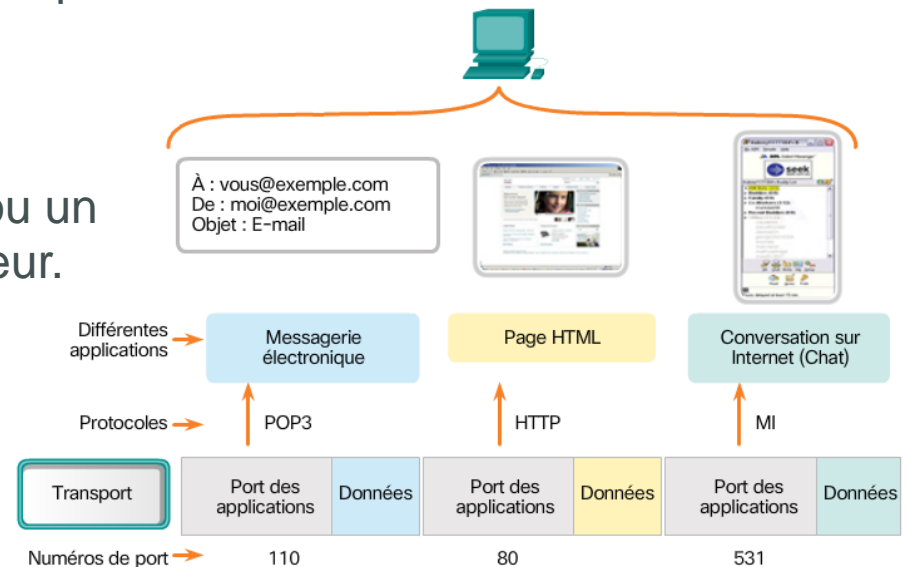 ou un
eur.
À : vous@exemple.com
De : moi@exemple.com
Objet : E-mail
seek
Différentes
applications
Messagerie
électronique
Page HTML
Conversation sur
Internet (Chat)
Protocoles
POP3
HTTP
MI
Transport
Port des
applications
Données
Port des
applications
Données
Port des
applications
Données
Numéros de port
110
80
531